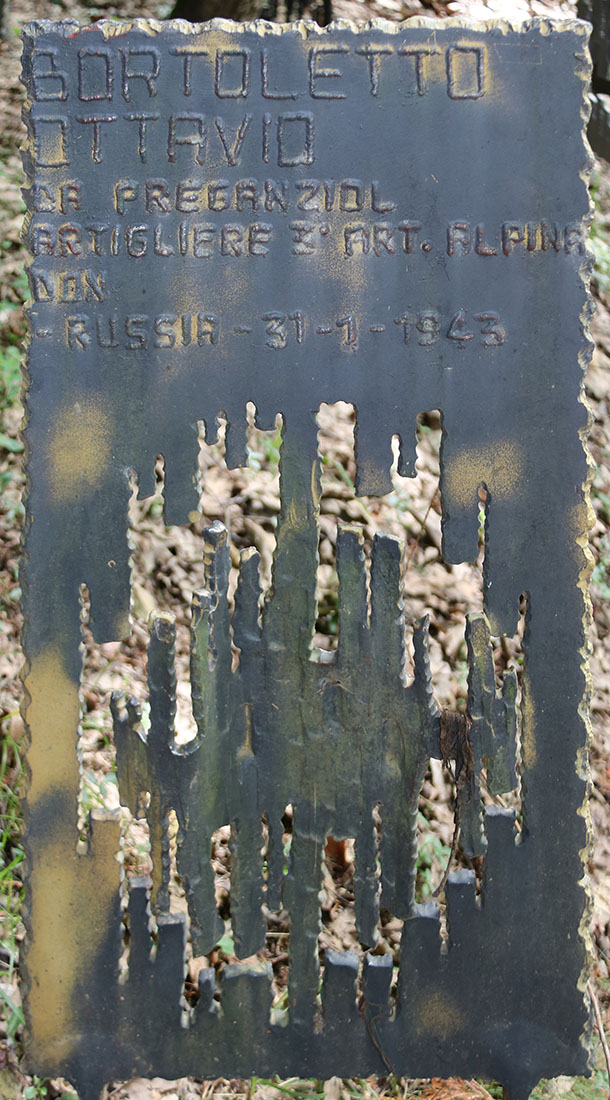 BORTOLETTO
OTTAVIO
DA PREGANZIOL
ARTIGLIERE 3° ART. ALPINA
DON
- RUSSIA - 31-1-1943